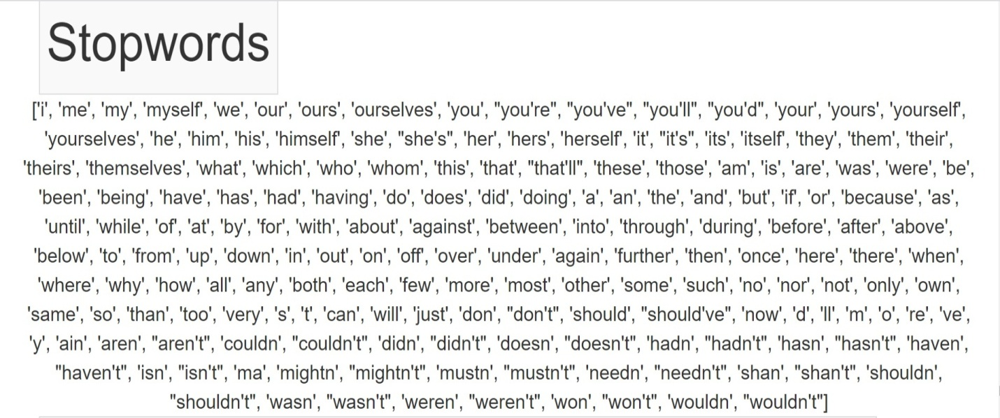 Stopwords
['i', 'me', 'my', 'myself', 'we', 'our', 'ours', 'ourselves', 'you', "you're", "you've", "you'll", "you'd", 'your', 'yours', 'yourself',
'yourselves', 'he', 'him', 'his', 'himself', 'she', "she's", 'her', 'hers', 'herself', 'it', "it's", 'its', 'itself', 'they', 'them', 'their',
'theirs', 'themselves', 'what', 'which', 'who', 'whom', 'this', 'that', "that'll", 'these', 'those', 'am', 'is', 'are', 'was', 'were', 'be',
'been', 'being', 'have', 'has', 'had', 'having', 'do', 'does', 'did', 'doing', 'a', 'an', 'the', 'and', 'but', 'if', 'or', 'because', 'as',
'until', 'while', 'of', 'at', 'by', 'for', 'with', 'about', 'against', 'between', 'into', 'through', 'during', 'before', 'after', 'above',
'below', 'to', 'from', 'up', 'down', 'in', 'out', 'on', 'off', 'over', 'under', 'again', 'further', 'then', 'once', 'here', 'there', 'when',
'where', 'why', 'how', 'all', 'any', 'both', 'each', 'few', 'more', 'most', 'other', 'some', 'such', 'no', 'nor', 'not', 'only', 'own',
'same', 'so', 'than', 'too', 'very', 's', 't', 'can', 'will', 'just', 'don', "don't", 'should', "should've", 'now', 'd', 'll', 'm', 'o', 're', 've',
'y', 'ain', 'aren', "aren't", 'couldn', "couldn't", 'didn', "didn't", 'doesn', "doesn't", 'hadn', "hadn't", 'hasn', "hasn't", 'haven',
"haven't", 'isn', "isn't", 'ma', 'mightn', "mightn't", 'mustn', "mustn't", 'needn', "needn't", 'shan', "shan't", 'shouldn',
"shouldn't", 'wasn', "wasn't", 'weren', "weren't", 'won', "won't", 'wouldn', "wouldn't"]